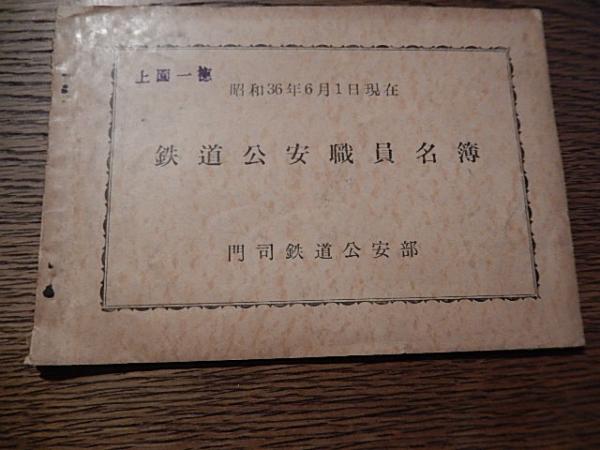 上園一徳
昭和36年6月1日現在
鉄道公安職員名簿
門司鉄道公安部